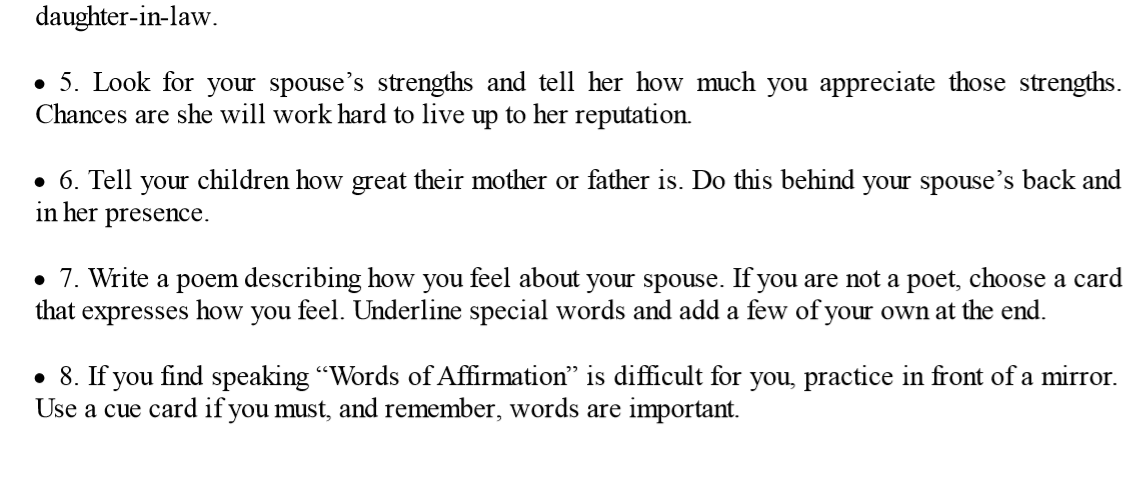 daughter-in-law.
• 5. Look for your spouse’s strengths and tell her how much you appreciate those strengths.
Chances are she will work hard to live up to her reputation.
• 6. Tell your children how great their mother or father is. Do this behind your spouse’s back and
in her presence.
• 7. Write a poem describing how you feel about your spouse. If you are not a poet, choose a card
that expresses how you feel. Underline special words and add a few of your own at the end.
• 8. If you find speaking “Words of Affirmation” is difficult for you, practice in front of a mirror.
Use a cue card if you must, and remember, words are important.